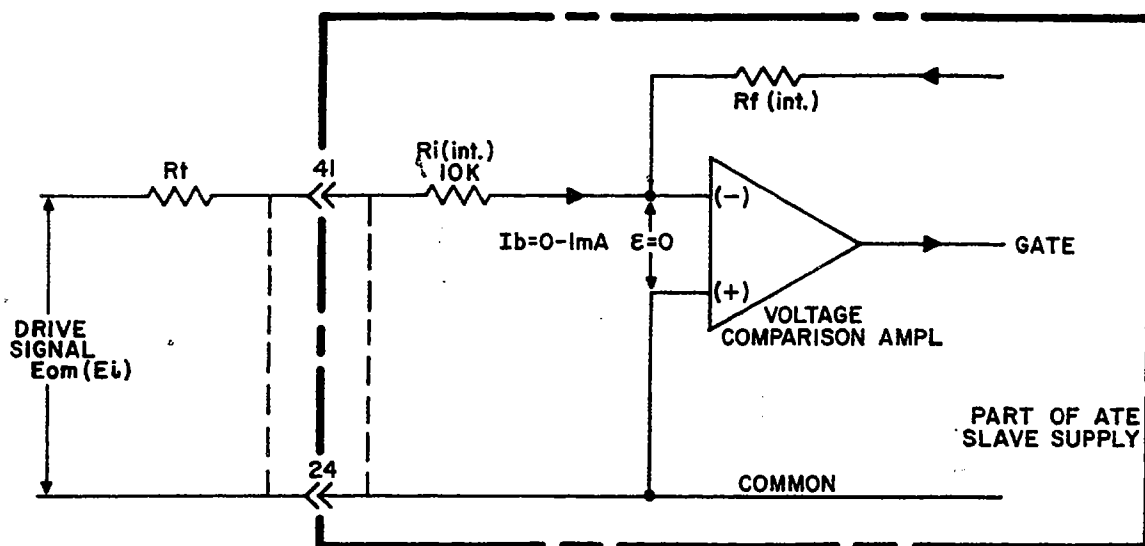 Rf (int.)
Rt
41
Ri (int.)
10K
(-)
Ib=0-1mA
ε=0
GATE
(+)
VOLTAGE
COMPARISON AMPL
DRIVE
SIGNAL
Eom (Ei)
PART OF ATE
SLAVE SUPPLY
24
COMMON